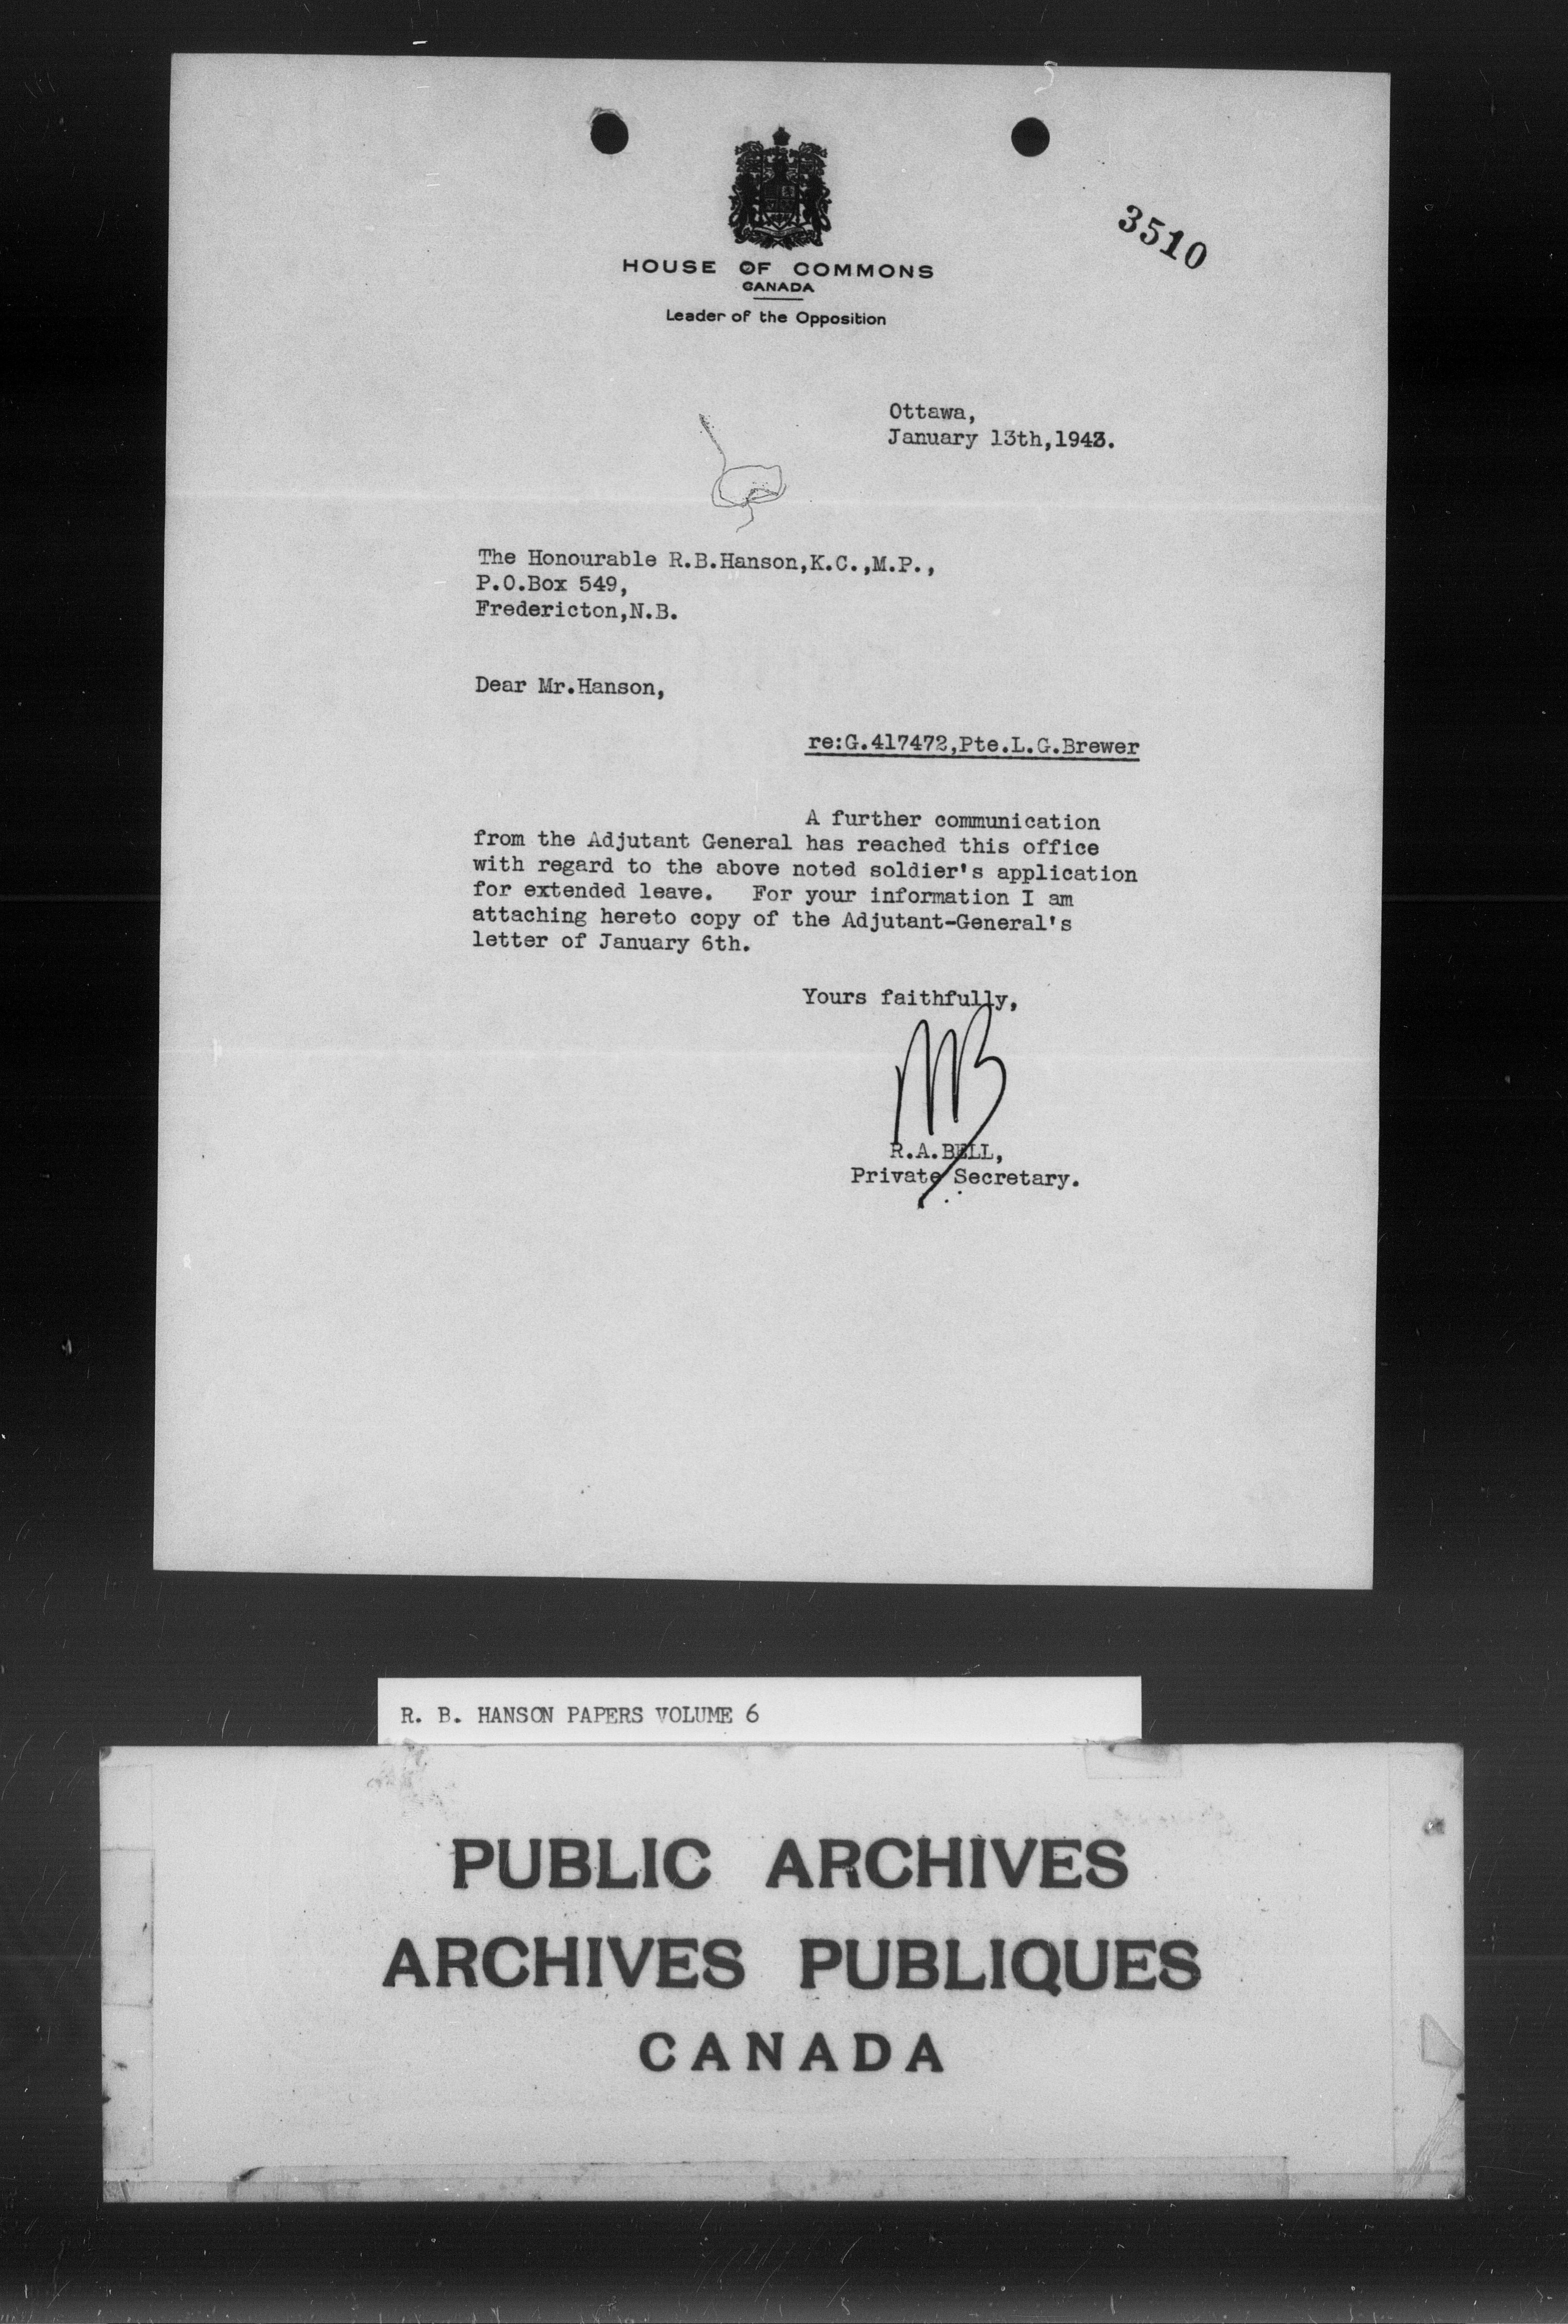 3510
HOUSE OF COMMONS
CANADA
Leader of the Opposition
Ottawa,
January 13th,1943.
The Honourable R.B.Hanson,K.C.,M.P.,
P.O.Box 549,
Fredericton,N.B.
Dear Mr.Hanson,
re:G.417472,Pte.L.G.Brewer
A further communication
from the Adjutant General has reached this office
with regard to the above noted soldier's application
for extended leave. For your information I am
attaching hereto copy of the Adjutant-General's
letter of January 6th.
Yours faithfully,
R.A.BELL,
Private Secretary.
R. B. HANSON PAPERS VOLUME 6
PUBLIC ARCHIVES
ARCHIVES PUBLIQUES
CANADA